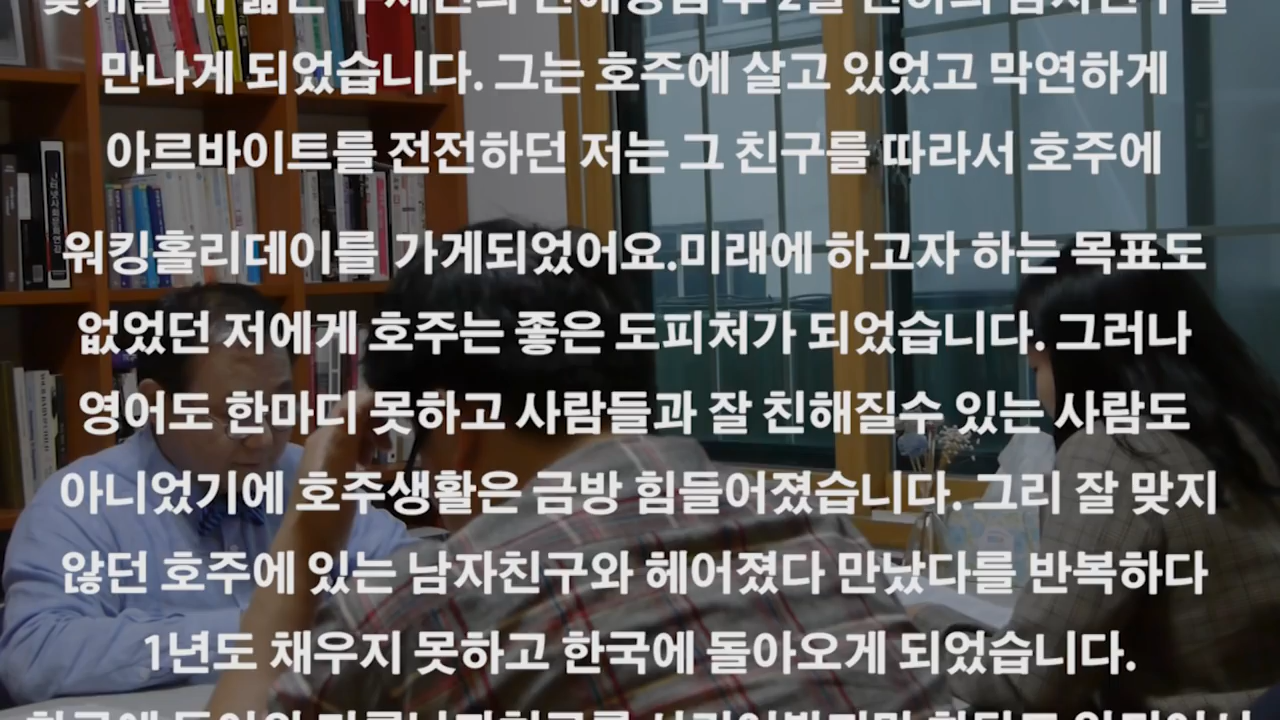 만나게 되었습니다. 그는 호주에 살고 있었고 막연하게
아르바이트를 전전하던 저는 그 친구를 따라서 호주에
워킹홀리데이를 가게되었어요.미래에 하고자 하는 목표도
없었던 저에게 호주는 좋은 도피처가 되었습니다. 그러나
영어도 한마디 못하고 사람들과 잘 친해질수 있는 사람도
아니었기에 호주생활은 금방 힘들어졌습니다. 그리 잘 맞지
않던 호주에 있는 남자친구와 헤어졌다 만났다를 반복하다
1년도 채우지 못하고 한국에 돌아오게 되었습니다.